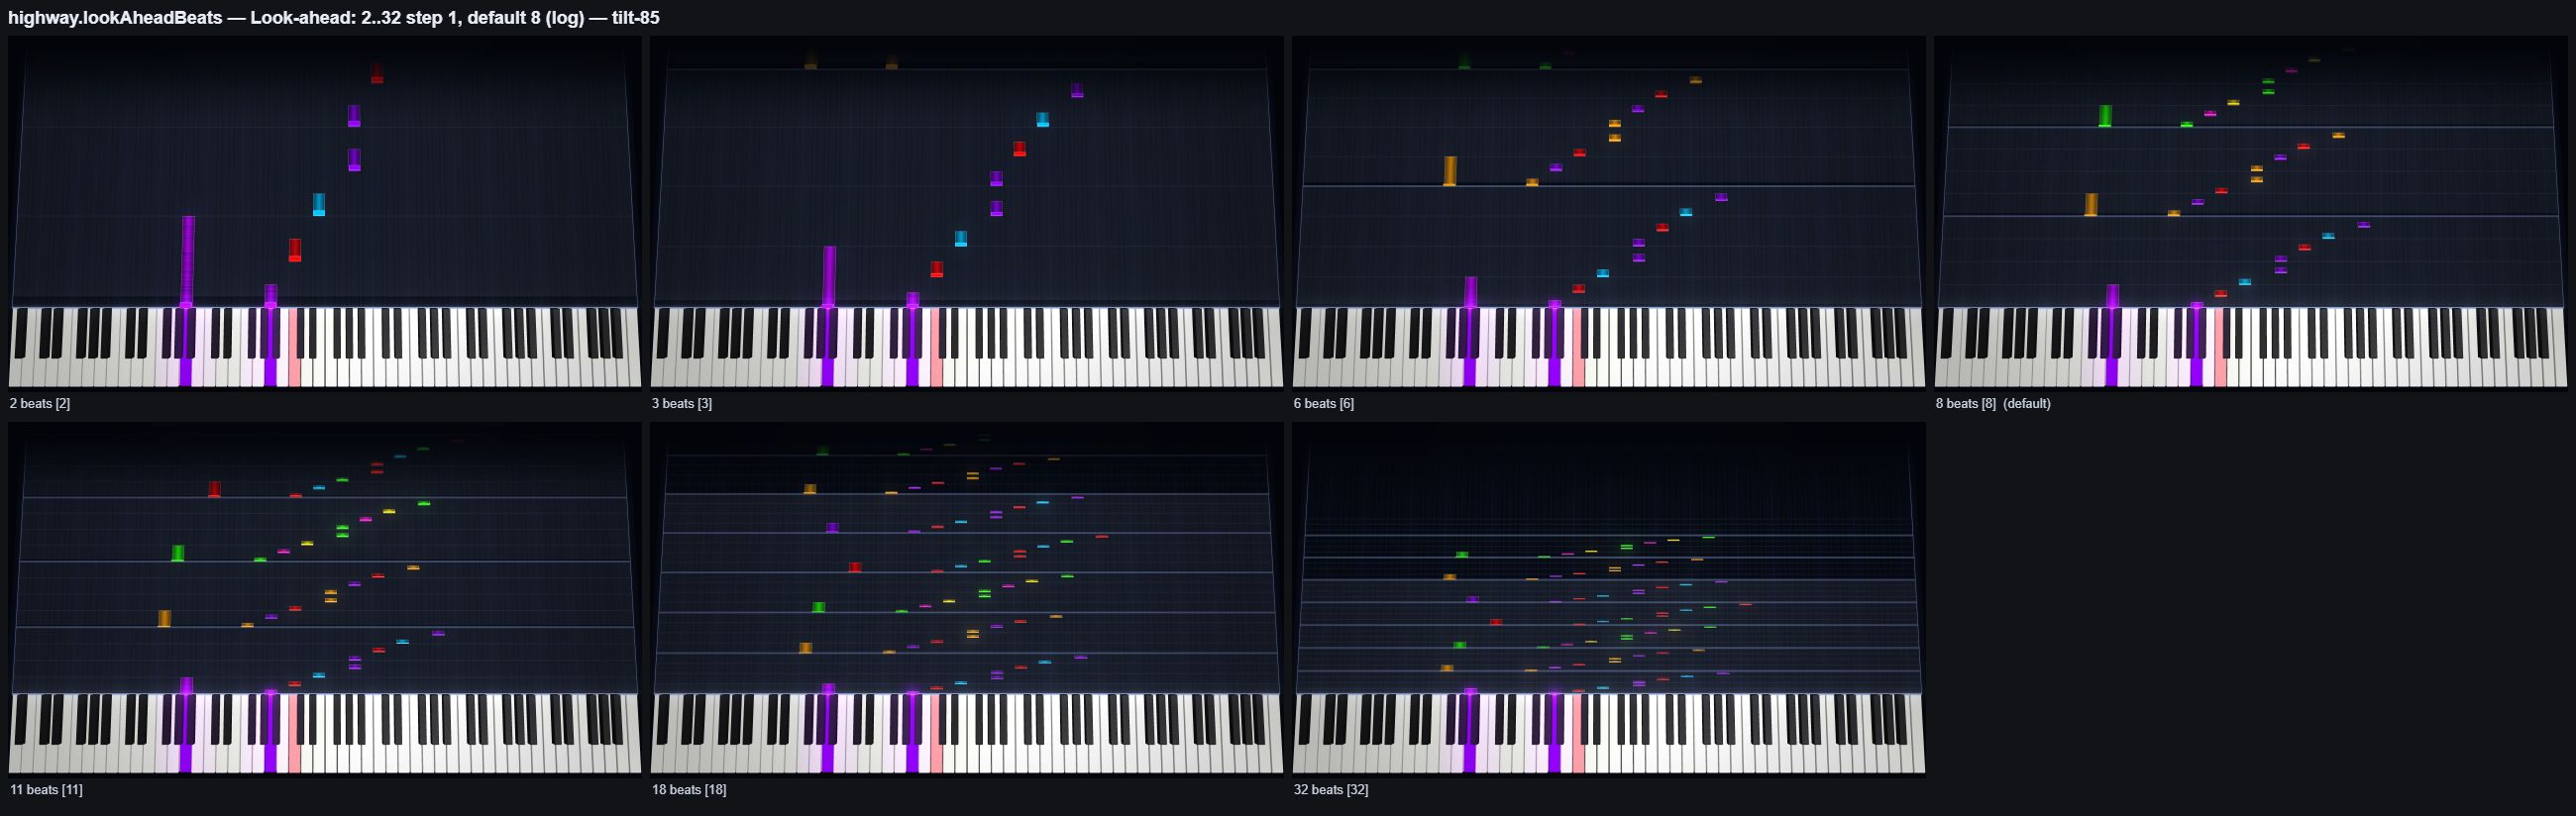 highway.lookAheadBeats — Look-ahead: 2..32 step 1, default 8 (log) — tilt-85
2 beats [2]
3 beats [3]
6 beats [6]
8 beats [8] (default)
11 beats [11]
18 beats [18]
32 beats [32]